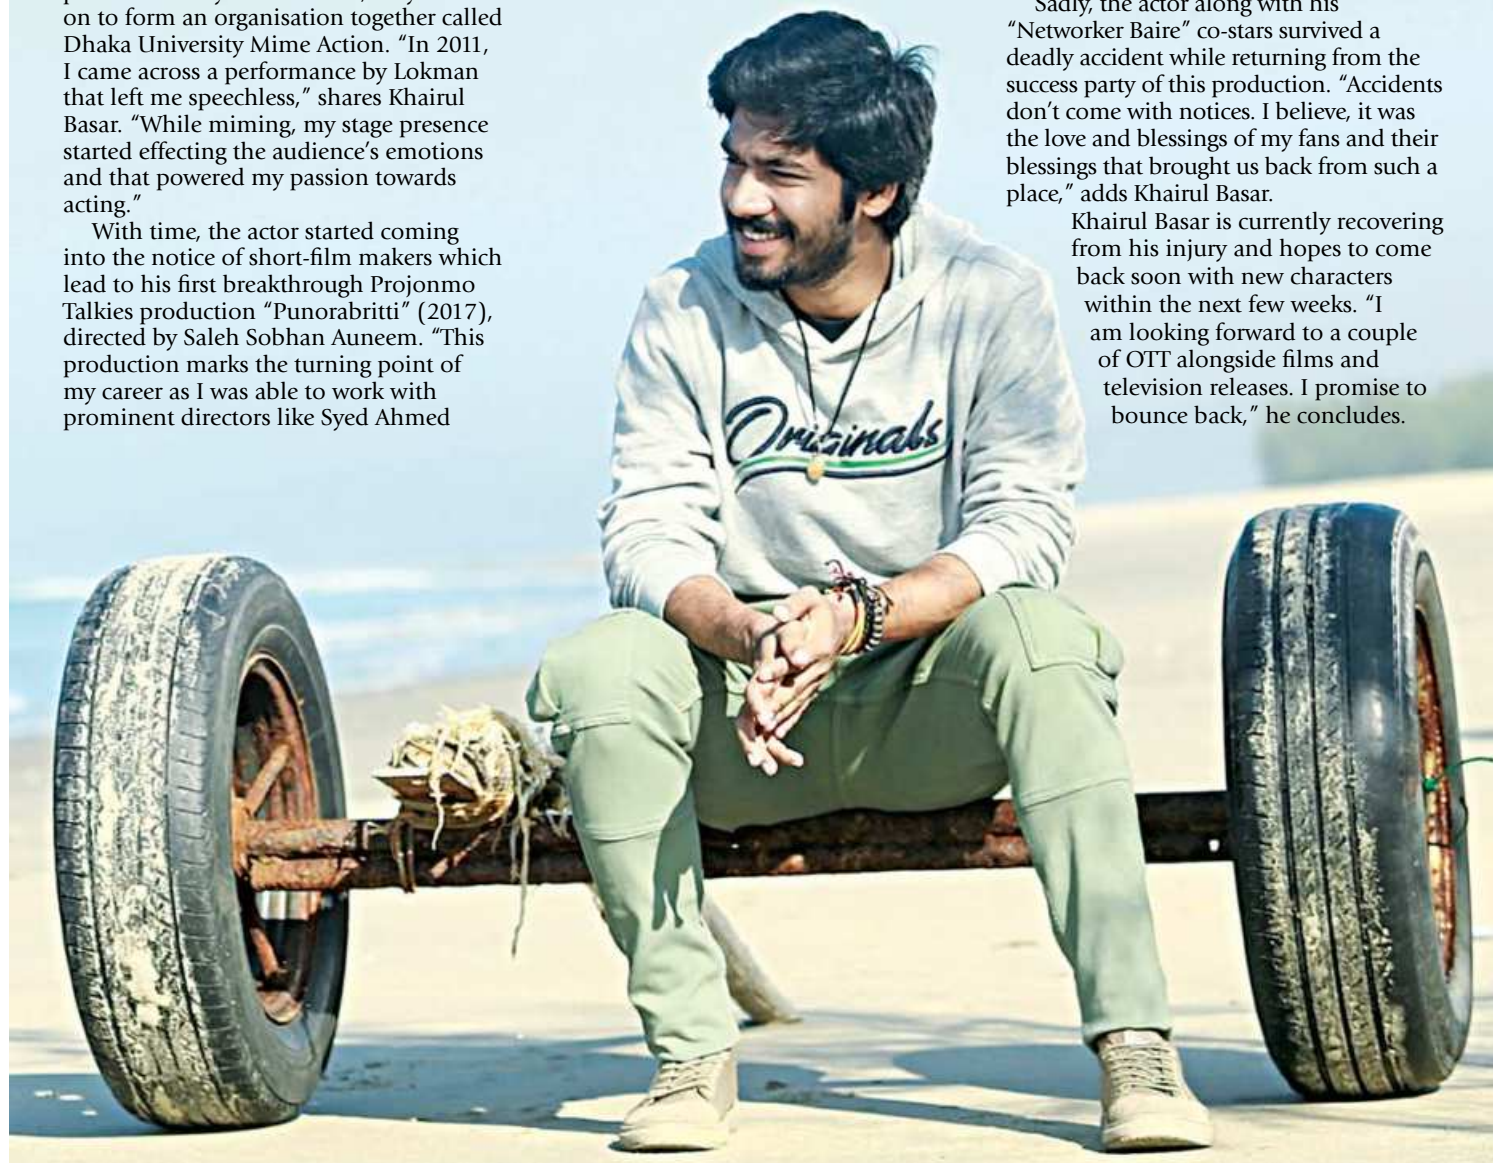 on to form an organisation together called
Dhaka University Mime Action. “In 2011,
I came across a performance by Lokman
that left me speechless,” shares Khairul
Basar. “While miming, my stage presence
started effecting the audience’s emotions
and that powered my passion towards
acting.”
With time, the actor started coming
into the notice of short-film makers which
lead to his first breakthrough Projonmo
Talkies production “Punorabritti” (2017),
directed by Saleh Sobhan Auneem. “This
production marks the turning point of
my career as I was able to work with
prominent directors like Syed Ahmed
Sadly, the actor along with his
“Networker Baire” co-stars survived a
deadly accident while returning from the
success party of this production. “Accidents
don’t come with notices. I believe, it was
the love and blessings of my fans and their
blessings that brought us back from such a
place,” adds Khairul Basar.
Khairul Basar is currently recovering
from his injury and hopes to come
back soon with new characters
within the next few weeks. “I
am looking forward to a couple
of OTT alongside films and
television releases. I promise to
bounce back,” he concludes.
Originals